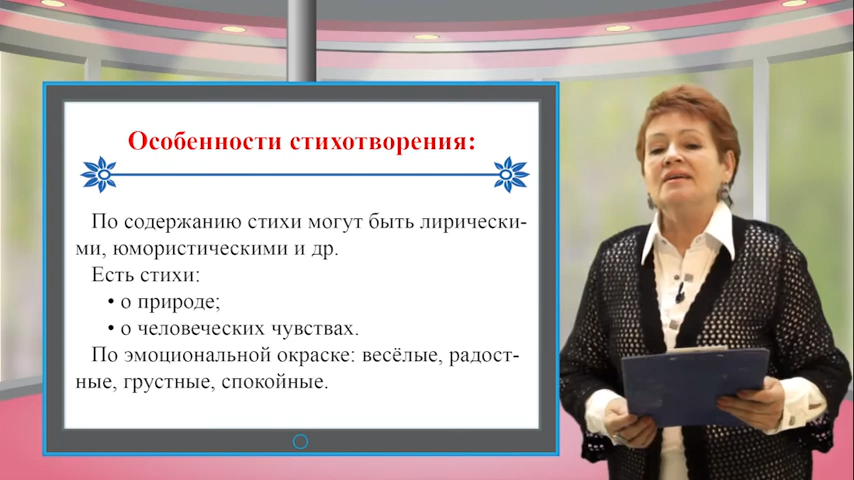 Особенности стихотворения:
По содержанию стихи могут быть лирически-
ми, юмористическими и др.
Есть стихи:
• о природе;
• о человеческих чувствах.
По эмоциональной окраске: весёлые, радост-
ные, грустные, спокойные.